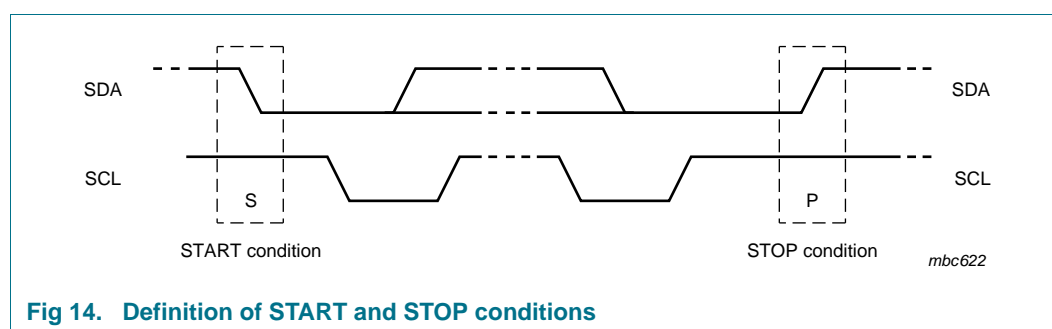 SDA SDA
SCL SCL
S P
START condition STOP condition
mbc622
Fig 14. Definition of START and STOP conditions